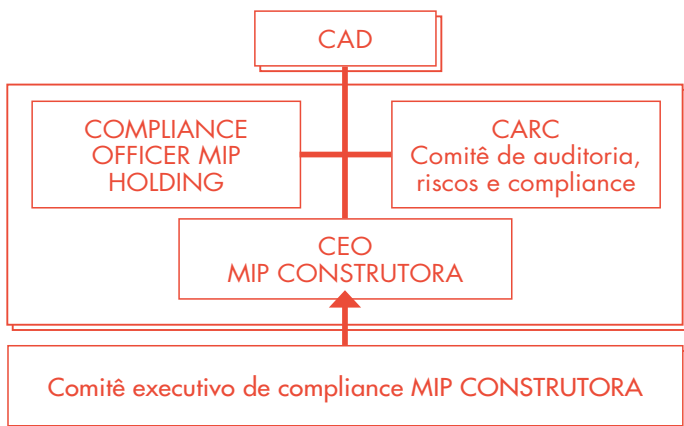 CAD
COMPLIANCE
OFFICER MIP
HOLDING
CARC
Comitê de auditoria,
riscos e compliance
CEO
MIP CONSTRUTORA
Comitê executivo de compliance MIP CONSTRUTORA